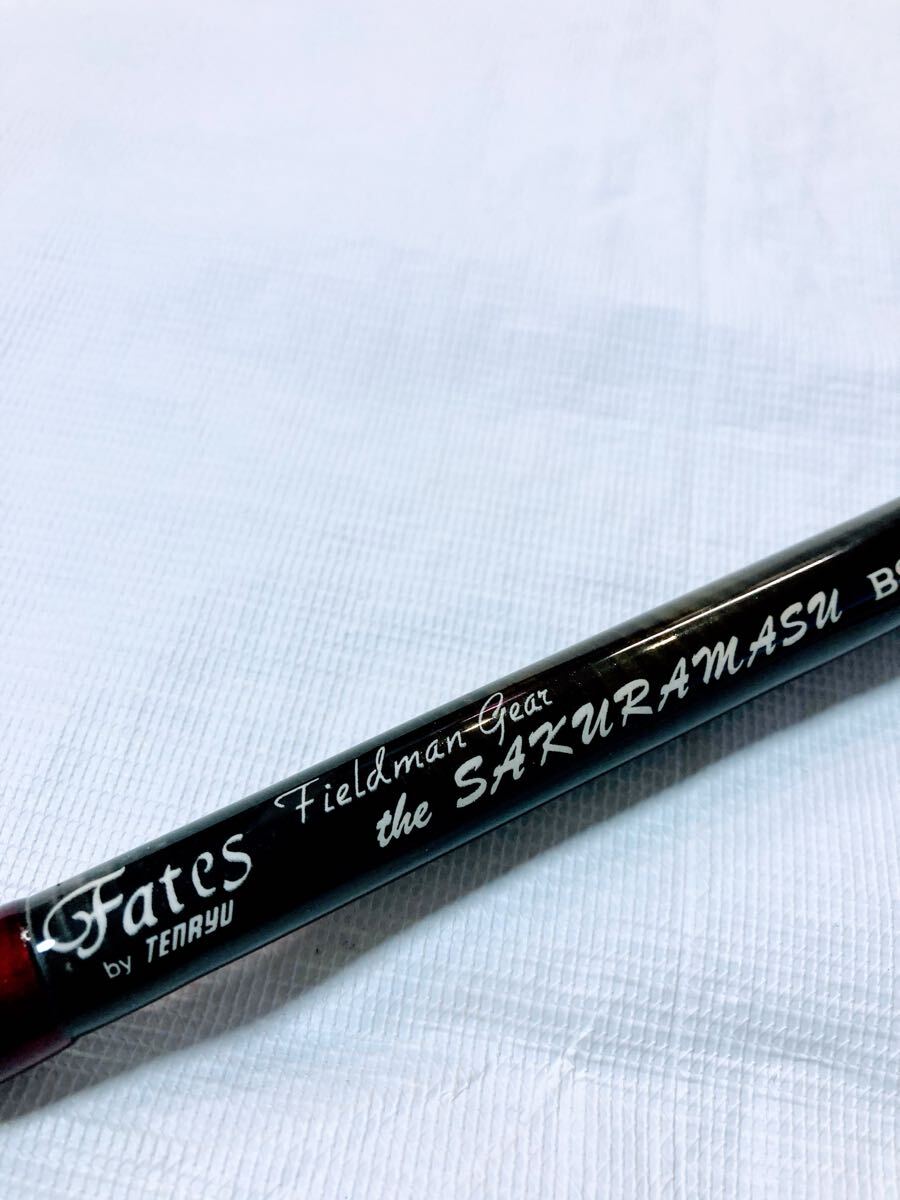 Fates
by TENRYU
Fieldman Gear
the SAKURAMASU